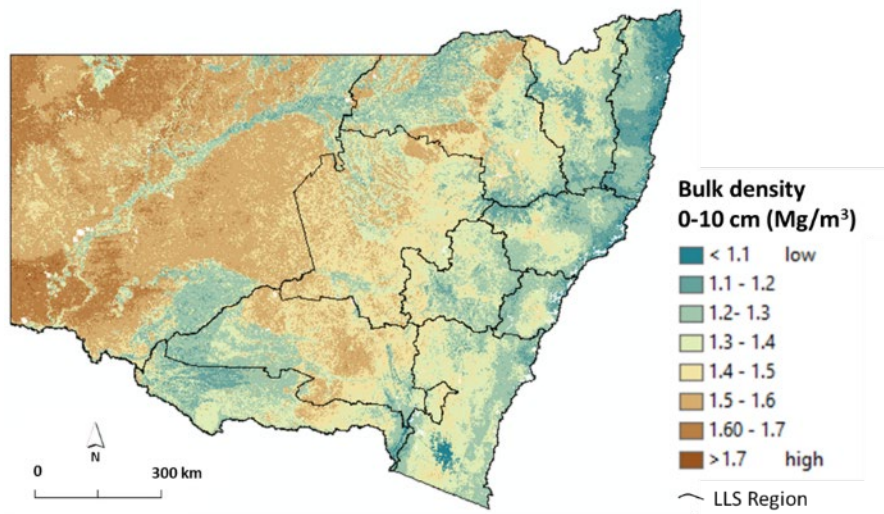 Bulk density
0-10 cm (Mg/m³)
< 1.1 low
1.1 - 1.2
1.2- 1.3
1.3 - 1.4
1.4 - 1.5
1.5 - 1.6
1.60 - 1.7
>1.7 high
LLS Region
N
0 300 km